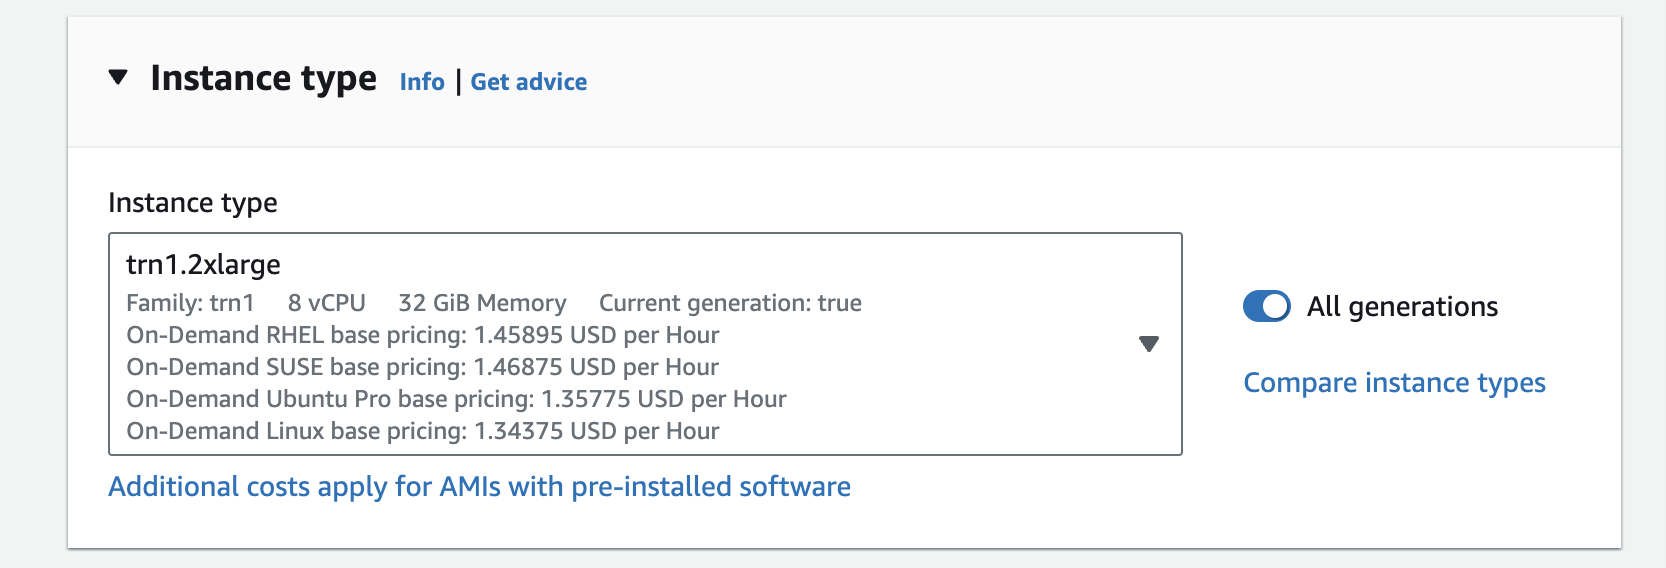 Instance type Info | Get advice
Instance type
trn1.2xlarge
Family: trn1 8 vCPU 32 GiB Memory Current generation: true
On-Demand RHEL base pricing: 1.45895 USD per Hour
On-Demand SUSE base pricing: 1.46875 USD per Hour
On-Demand Ubuntu Pro base pricing: 1.35775 USD per Hour
On-Demand Linux base pricing: 1.34375 USD per Hour
All generations
Compare instance types
Additional costs apply for AMIs with pre-installed software